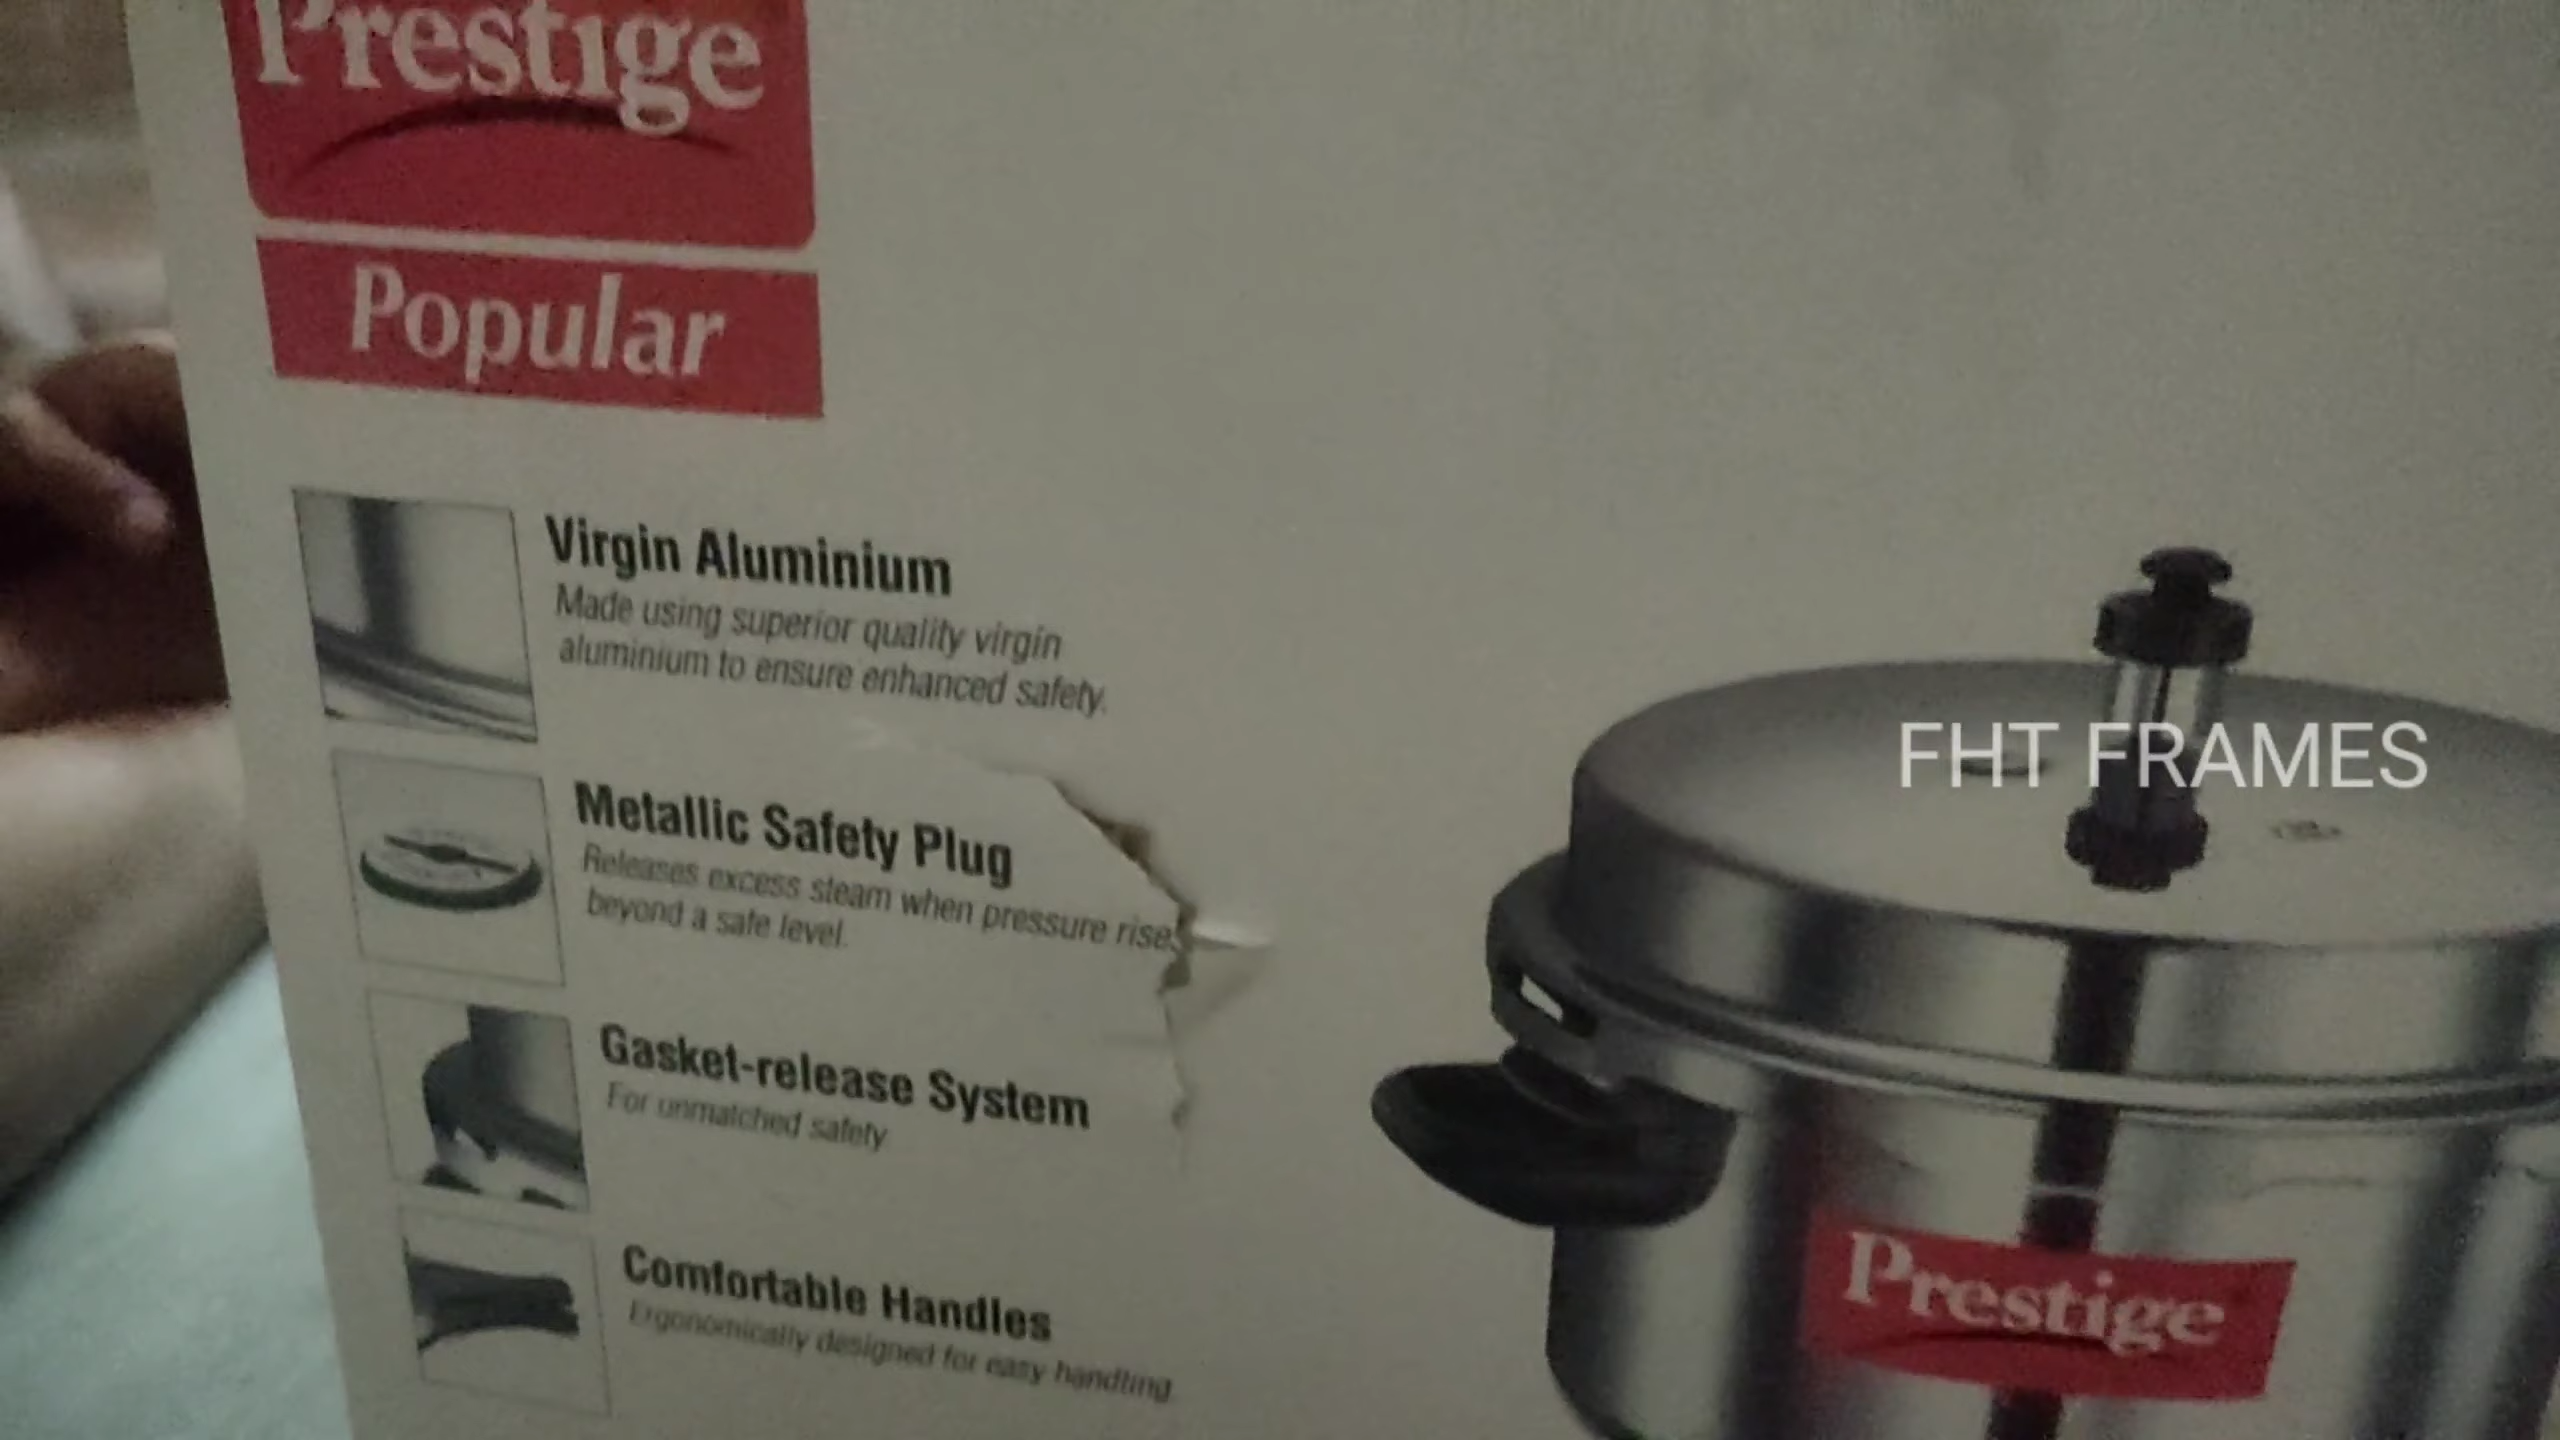 Prestige
Popular
Virgin Aluminium
Made using superior quality virgin
aluminium to ensure enhanced safety.
Metallic Safety Plug
Releases excess steam when pressure rises
beyond a safe level.
Gasket-release System
For unmatched safety
Comfortable Handles
Ergonomically designed for easy handling
FHT FRAMES
Prestige